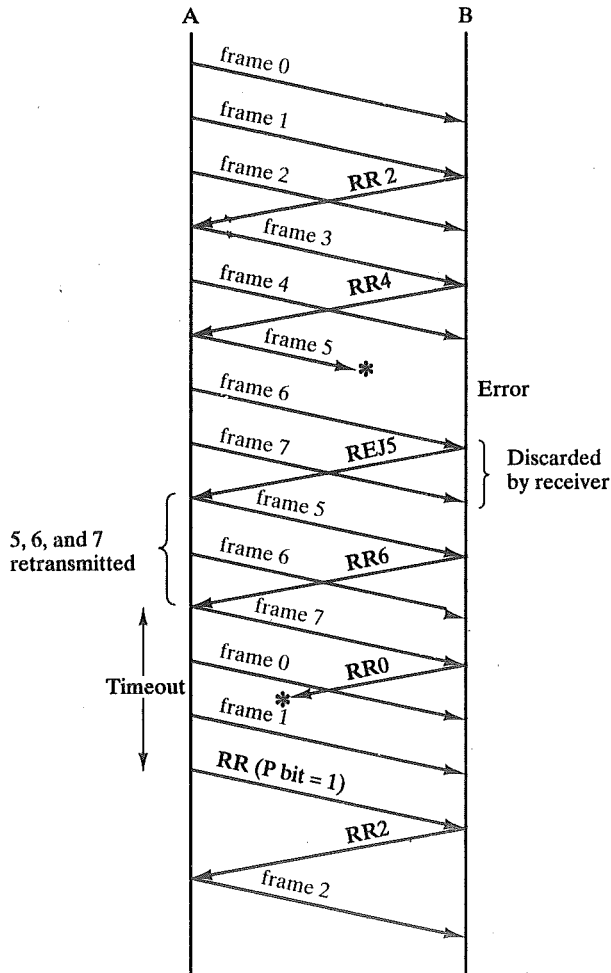 A
B
frame 0
frame 1
frame 2
RR 2
frame 3
frame 4
RR4
frame 5
*
frame 6
Error
frame 7
REJ5
Discarded
by receiver
frame 5
5, 6, and 7
retransmitted
frame 6
RR6
frame 7
frame 0
RR0
Timeout
*
frame 1
RR (P bit = 1)
RR2
frame 2